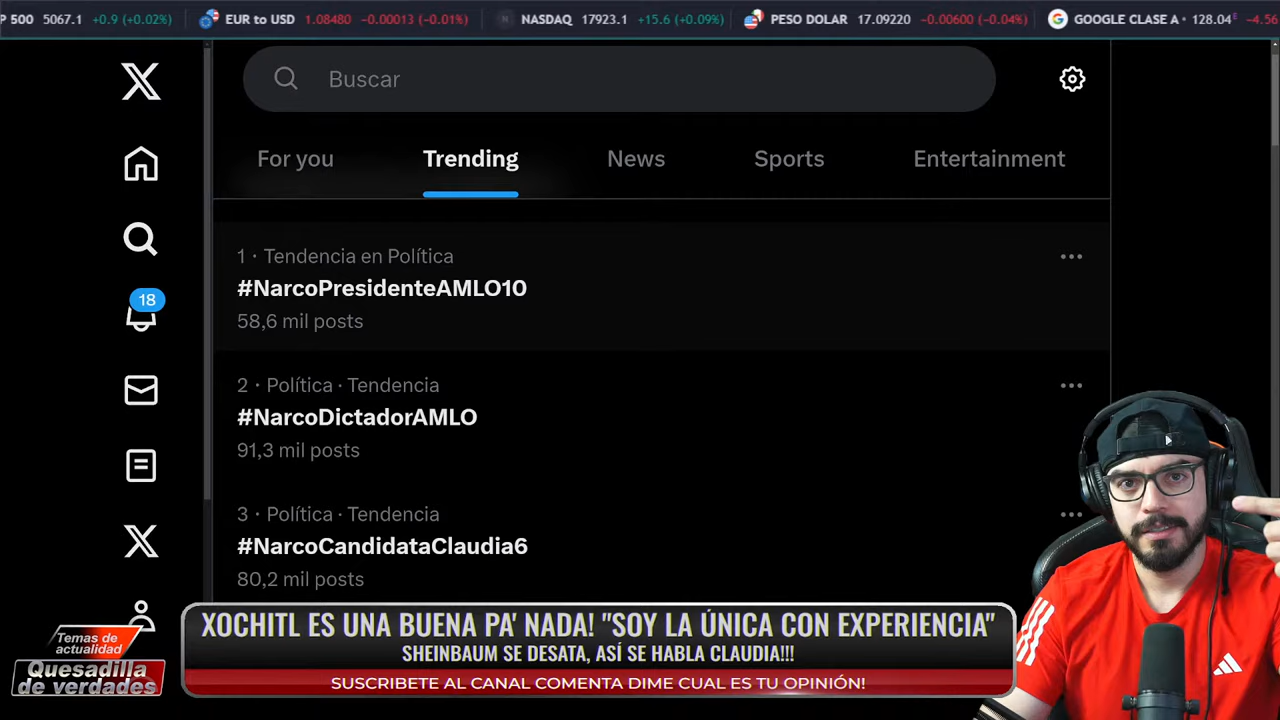 P 500 5067.1 +0.9 (+0.02%) EUR to USD 1.08480 −0.00013 (−0.01%) NASDAQ 17923.1 +15.6 (+0.09%) PESO DOLAR 17.09220 −0.00600 (−0.04%) GOOGLE CLASE A • 128.04 E −4.56
Buscar
For you Trending News Sports Entertainment
1 · Tendencia en Política
#NarcoPresidenteAMLO10
58,6 mil posts
18
2 · Política · Tendencia
#NarcoDictadorAMLO
91,3 mil posts
3 · Política · Tendencia
#NarcoCandidataClaudia6
80,2 mil posts
XOCHITL ES UNA BUENA PA' NADA! "SOY LA ÚNICA CON EXPERIENCIA"
SHEINBAUM SE DESATA, ASÍ SE HABLA CLAUDIA!!!
SUSCRIBETE AL CANAL COMENTA DIME CUAL ES TU OPINIÓN!
Temas de
actualidad
Quesadilla
de verdades